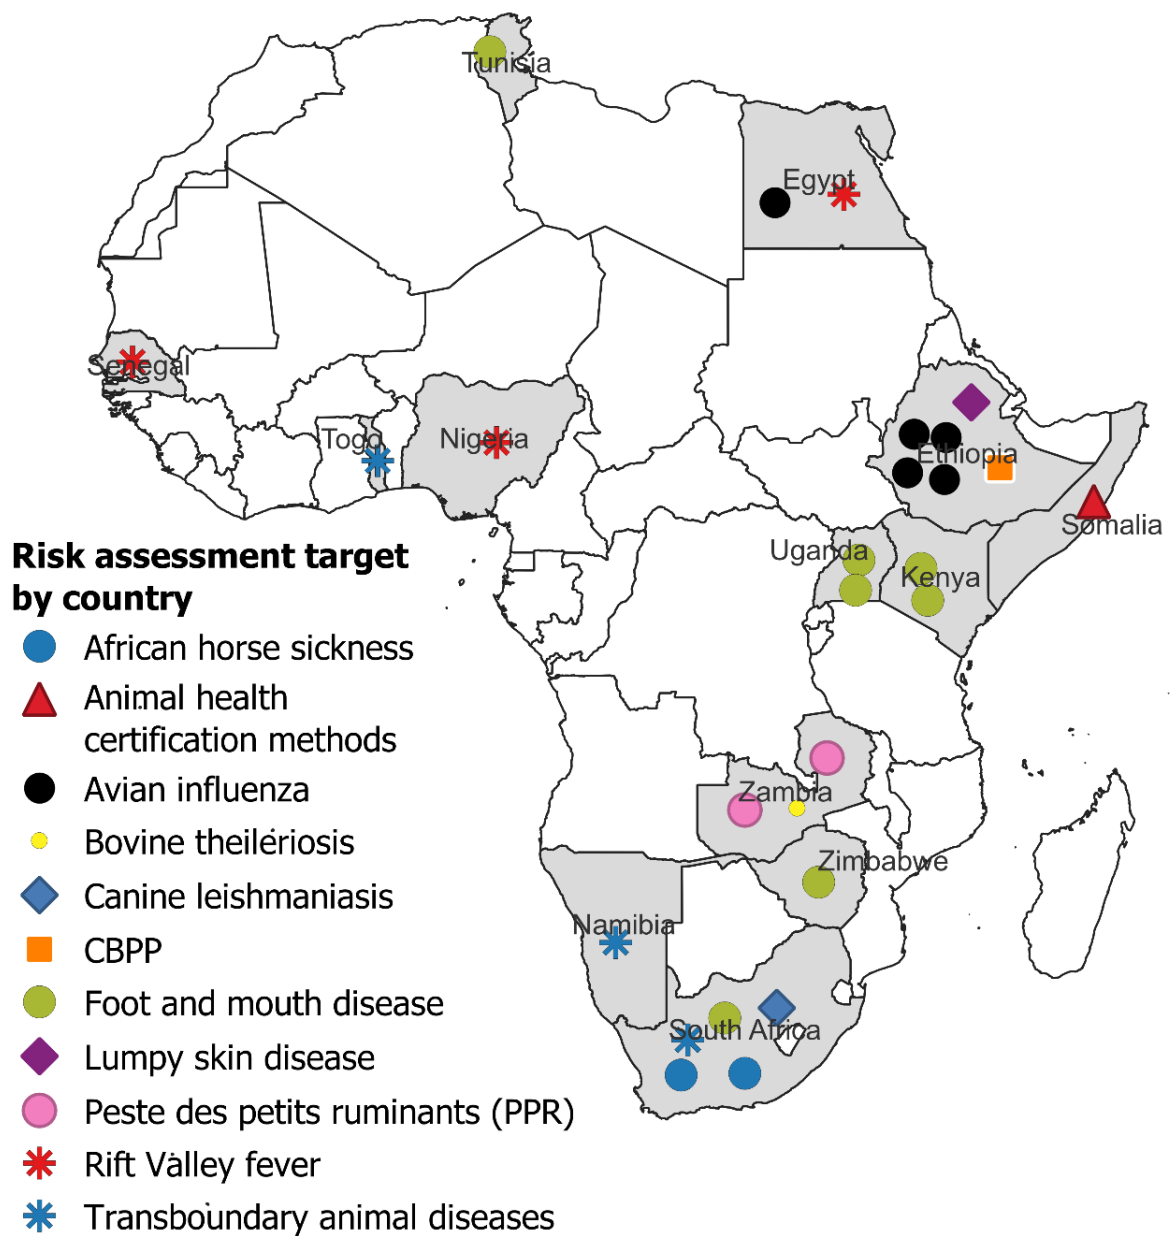 Tunisia
Egypt
Senegal
Togo
Nigeria
Ethiopia
Somalia
Uganda
Kenya
Zambia
Zimbabwe
Namibia
South Africa
Risk assessment target
by country
African horse sickness
Animal health
certification methods
Avian influenza
Bovine theilériosis
Canine leishmaniasis
CBPP
Foot and mouth disease
Lumpy skin disease
Peste des petits ruminants (PPR)
Rift Valley fever
Transboundary animal diseases